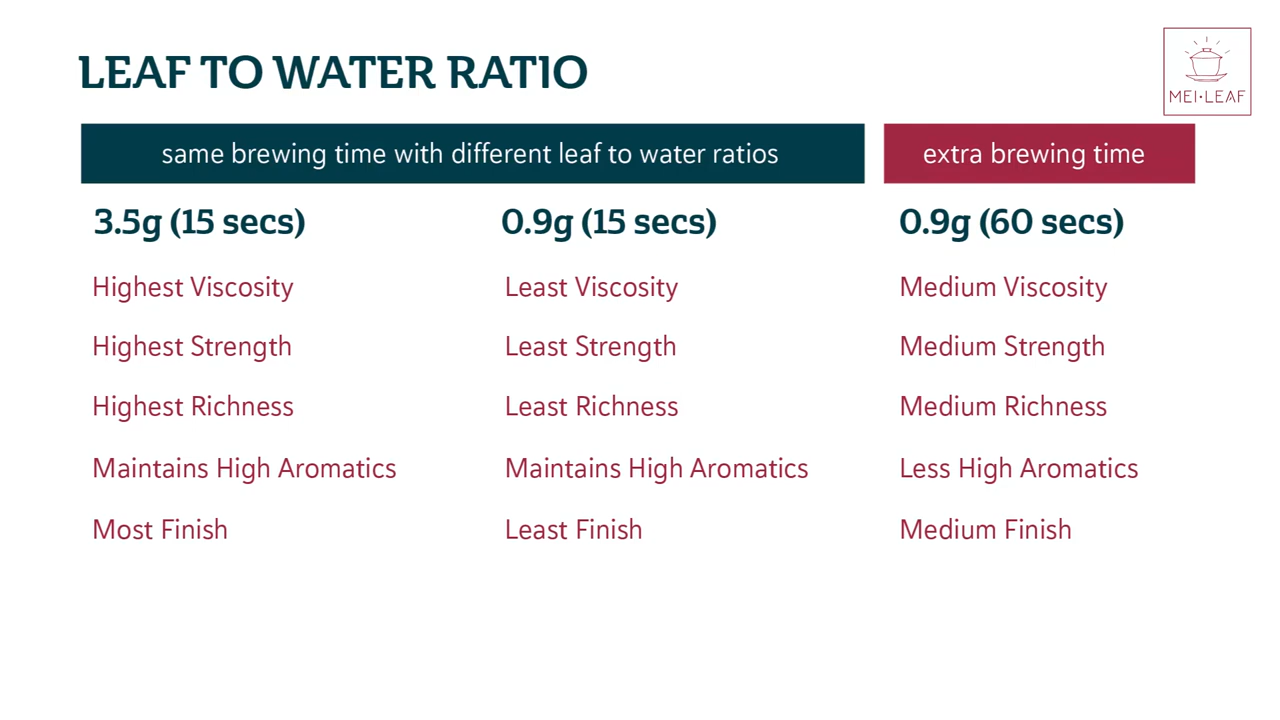 LEAF TO WATER RATIO
MEI·LEAF
same brewing time with different leaf to water ratios
extra brewing time
3.5g (15 secs)
0.9g (15 secs)
0.9g (60 secs)
Highest Viscosity
Least Viscosity
Medium Viscosity
Highest Strength
Least Strength
Medium Strength
Highest Richness
Least Richness
Medium Richness
Maintains High Aromatics
Maintains High Aromatics
Less High Aromatics
Most Finish
Least Finish
Medium Finish